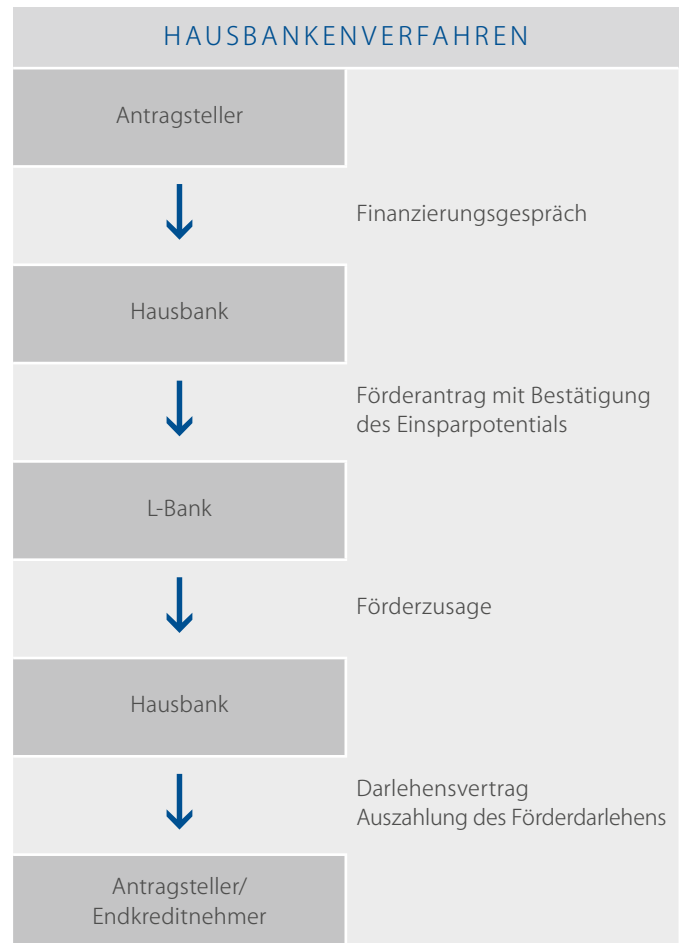 HAUSBANKENVERFAHREN
Antragsteller
Finanzierungsgespräch
Hausbank
Förderantrag mit Bestätigung
des Einsparpotentials
L-Bank
Förderzusage
Hausbank
Darlehensvertrag
Auszahlung des Förderdarlehens
Antragsteller/
Endkreditnehmer